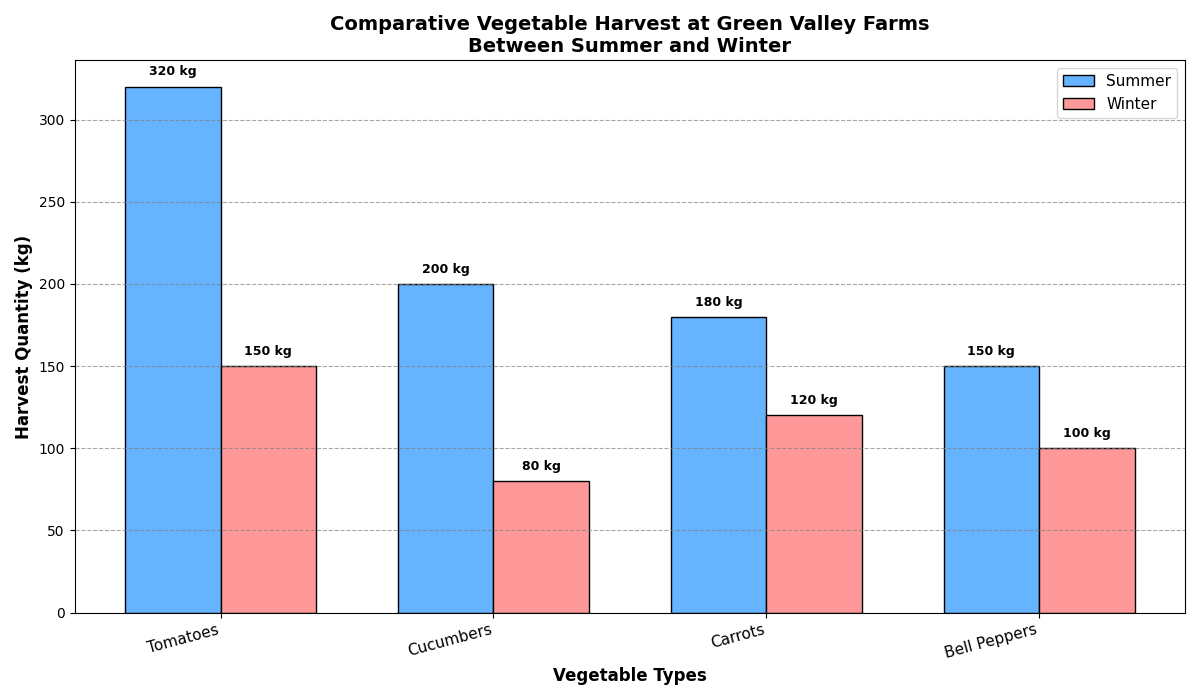 Comparative Vegetable Harvest at Green Valley Farms
Between Summer and Winter
320 kg
150 kg
200 kg
80 kg
180 kg
120 kg
150 kg
100 kg
Summer
Winter
Harvest Quantity (kg)
300
250
200
150
100
50
0
Tomatoes
Cucumbers
Carrots
Bell Peppers
Vegetable Types